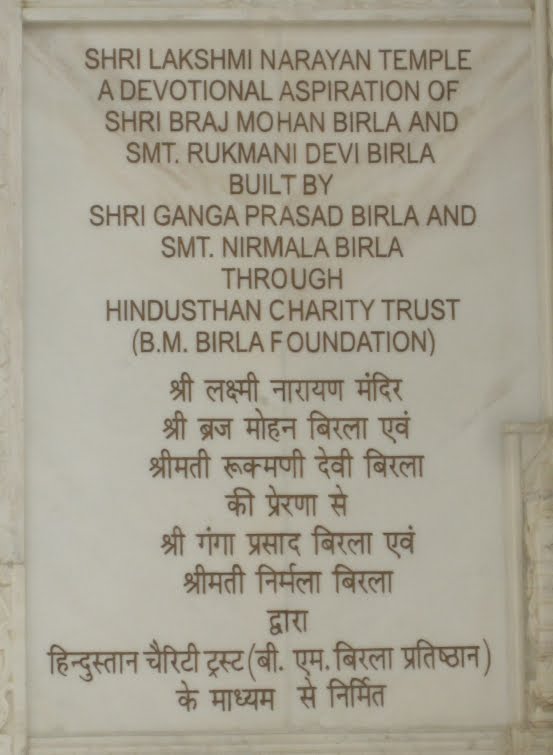 SHRI LAKSHMI NARAYAN TEMPLE
A DEVOTIONAL ASPIRATION OF
SHRI BRAJ MOHAN BIRLA AND
SMT. RUKMANI DEVI BIRLA
BUILT BY
SHRI GANGA PRASAD BIRLA AND
SMT. NIRMALA BIRLA
THROUGH
HINDUSTHAN CHARITY TRUST
(B.M. BIRLA FOUNDATION)
श्री लक्ष्मी नारायण मंदिर
श्री ब्रज मोहन बिरला एवं
श्रीमती रूक्मणी देवी बिरला
की प्रेरणा से
श्री गंगा प्रसाद बिरला एवं
श्रीमती निर्मला बिरला
द्वारा
हिन्दुस्तान चैरिटी ट्रस्ट (बी. एम. बिरला प्रतिष्ठान)
के माध्यम से निर्मित